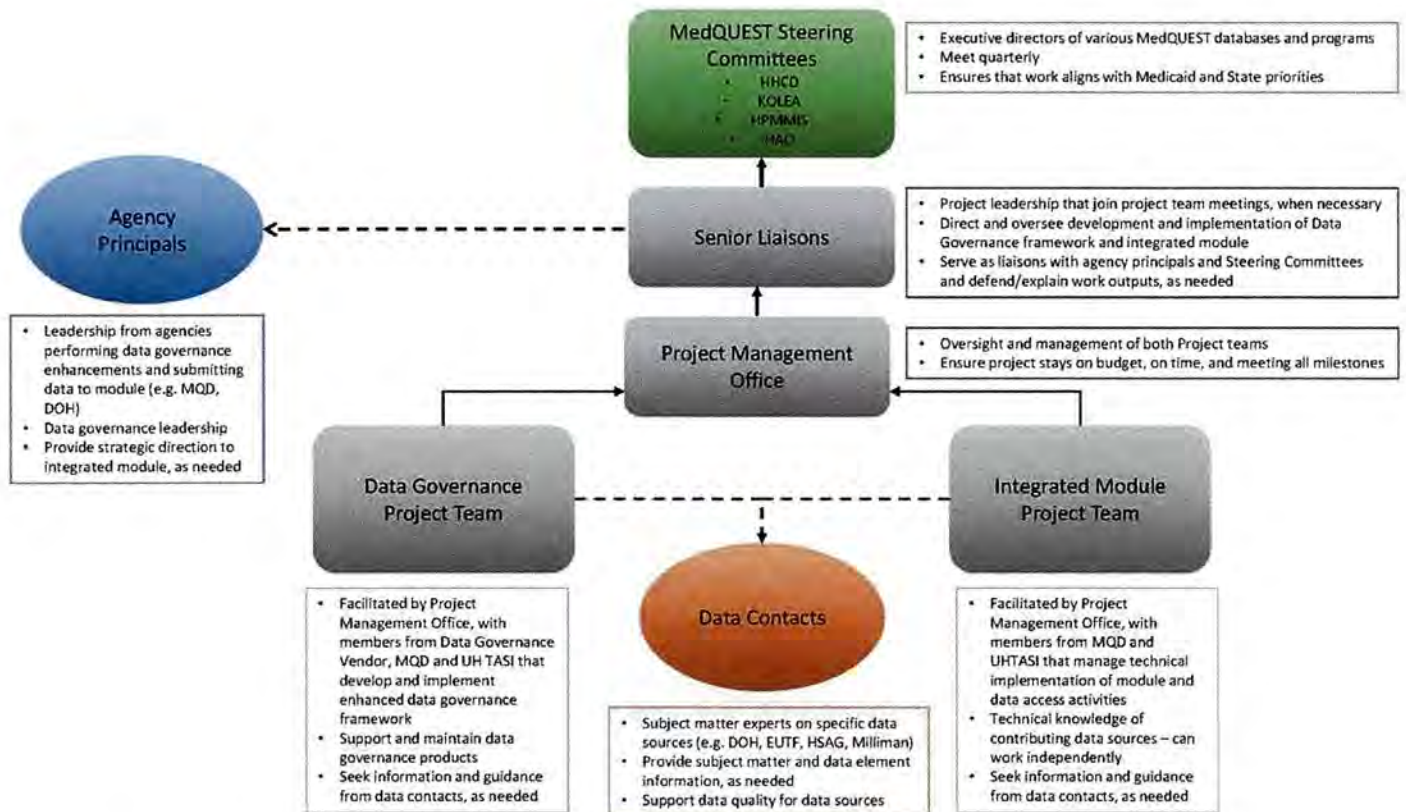 MedQUEST Steering
Committees
• HHCD
• KOLEA
• HPMMIS
• HACI
• Executive directors of various MedQUEST databases and programs
• Meet quarterly
• Ensures that work aligns with Medicaid and State priorities
Agency
Principals
Senior Liaisons
• Project leadership that join project team meetings, when necessary
• Direct and oversee development and implementation of Data
Governance framework and integrated module
• Serve as liaisons with agency principals and Steering Committees
and defend/explain work outputs, as needed
• Leadership from agencies
performing data governance
enhancements and submitting
data to module (e.g. MQD,
DOH)
• Data governance leadership
• Provide strategic direction to
integrated module, as needed
Project Management
Office
• Oversight and management of both Project teams
• Ensure project stays on budget, on time, and meeting all milestones
Data Governance
Project Team
Integrated Module
Project Team
Data Contacts
• Facilitated by Project
Management Office, with
members from Data Governance
Vendor, MQD and UH TASI that
develop and implement
enhanced data governance
framework
• Support and maintain data
governance products
• Seek information and guidance
from data contacts, as needed
• Subject matter experts on specific data
sources (e.g. DOH, EUTF, HSAG, Milliman)
• Provide subject matter and data element
information, as needed
• Support data quality for data sources
• Facilitated by Project
Management Office, with
members from MQD and
UHTASI that manage technical
implementation of module and
data access activities
• Technical knowledge of
contributing data sources – can
work independently
• Seek information and guidance
from data contacts, as needed